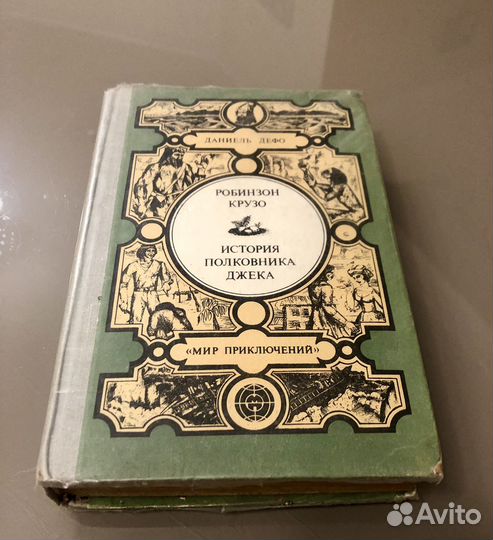 ДАНИЕЛЬ ДЕФО
РОБИНЗОН
КРУЗО
ИСТОРИЯ
ПОЛКОВНИКА
ДЖЕКА
«МИР ПРИКЛЮЧЕНИЙ»
Avito